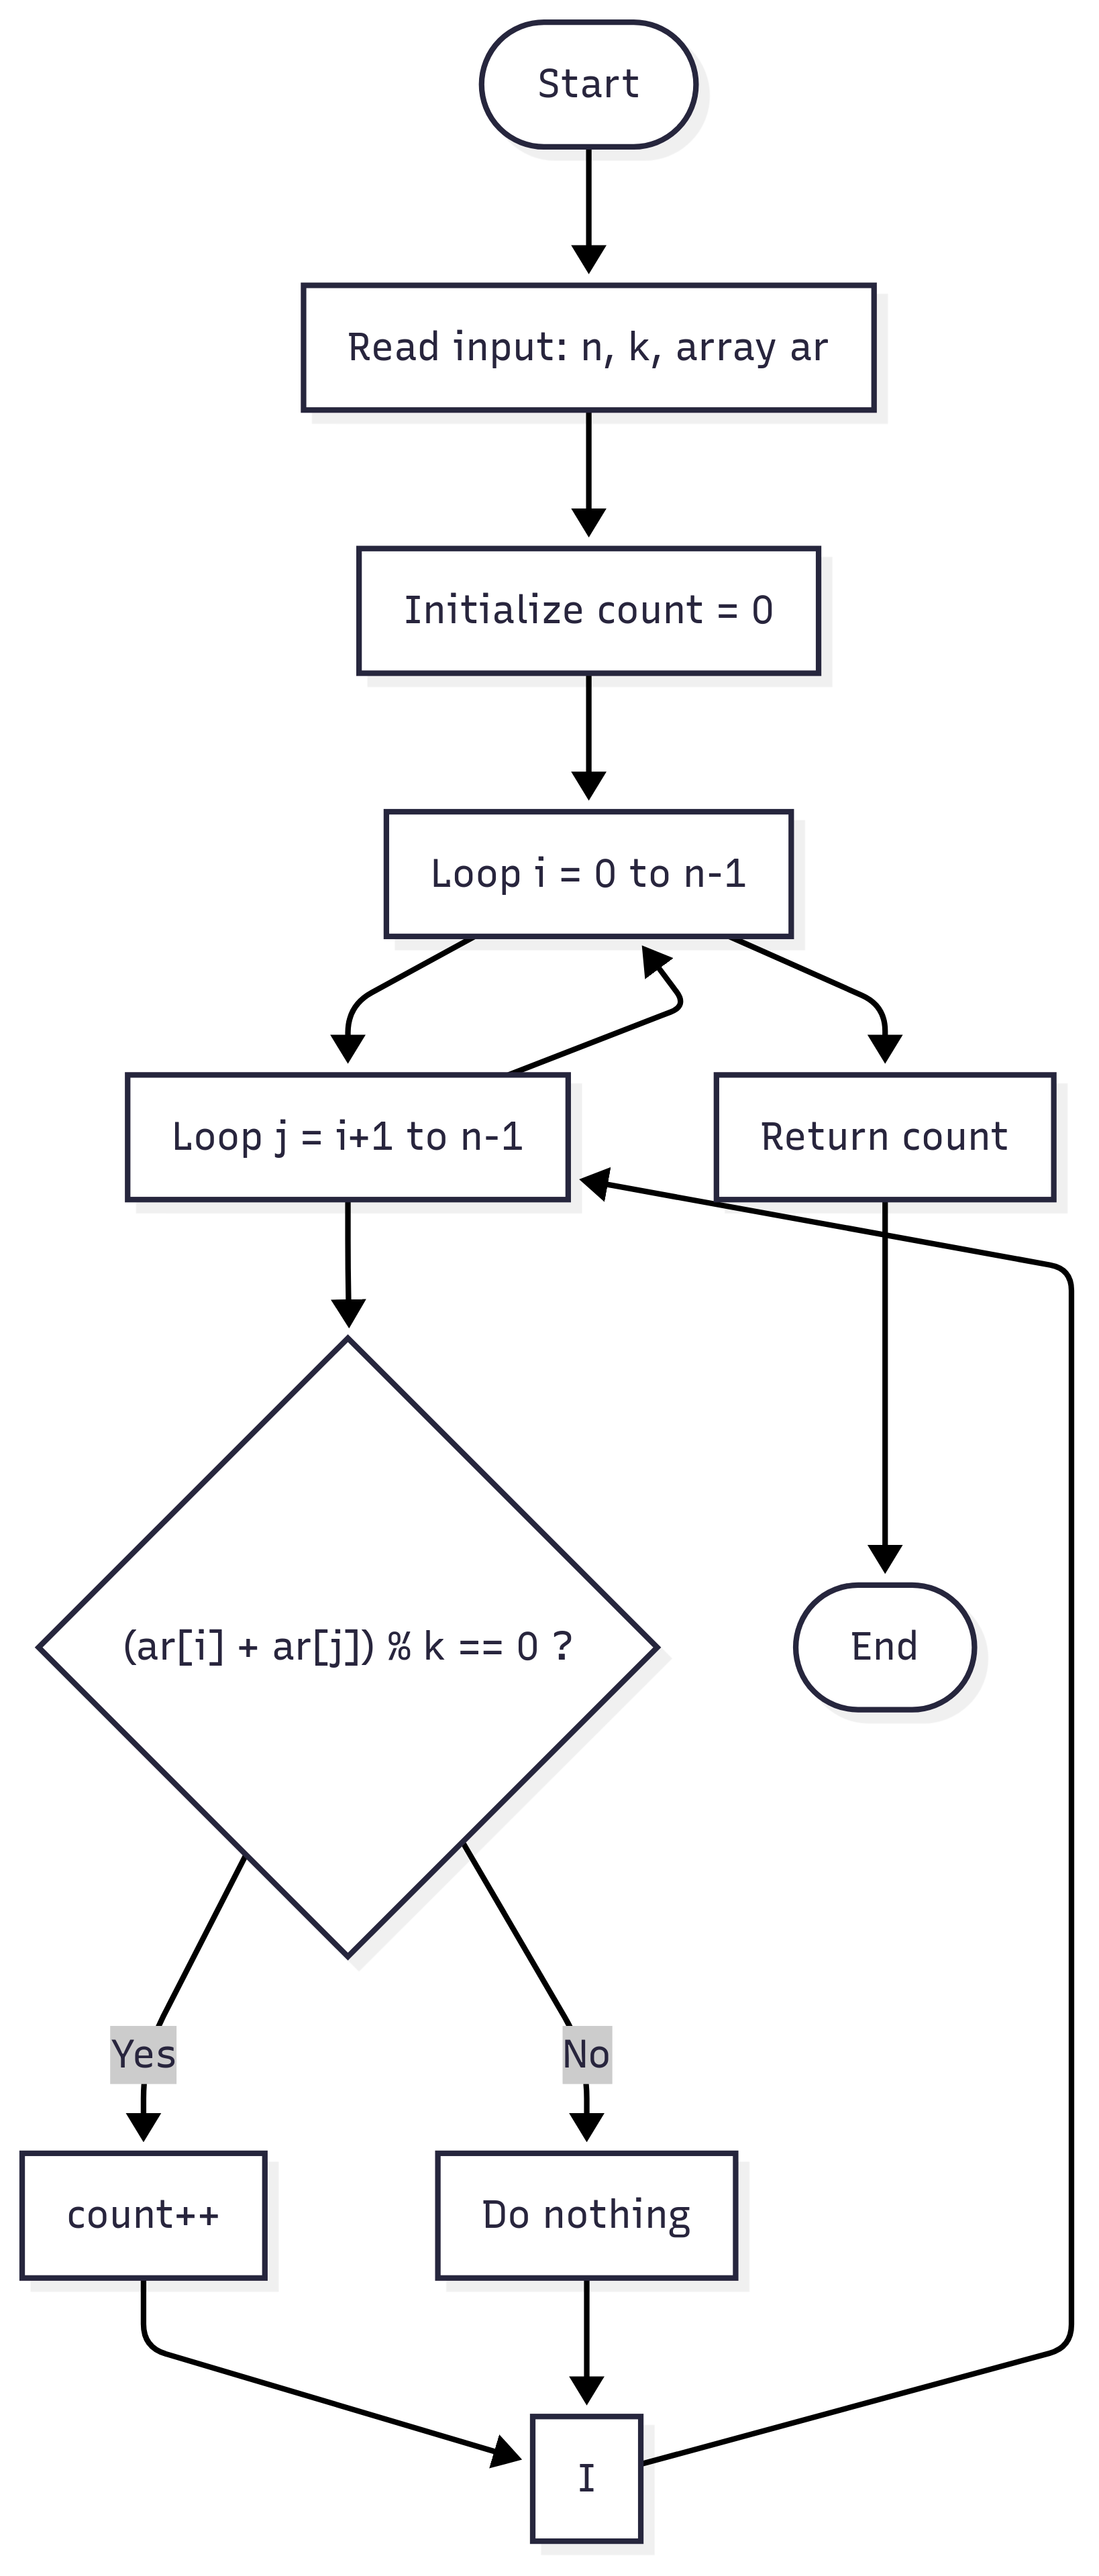 Start
Read input: n, k, array ar
Initialize count = 0
Loop i = 0 to n-1
Loop j = i+1 to n-1
Return count
(ar[i] + ar[j]) % k == 0 ?
End
Yes
No
count++
Do nothing
I